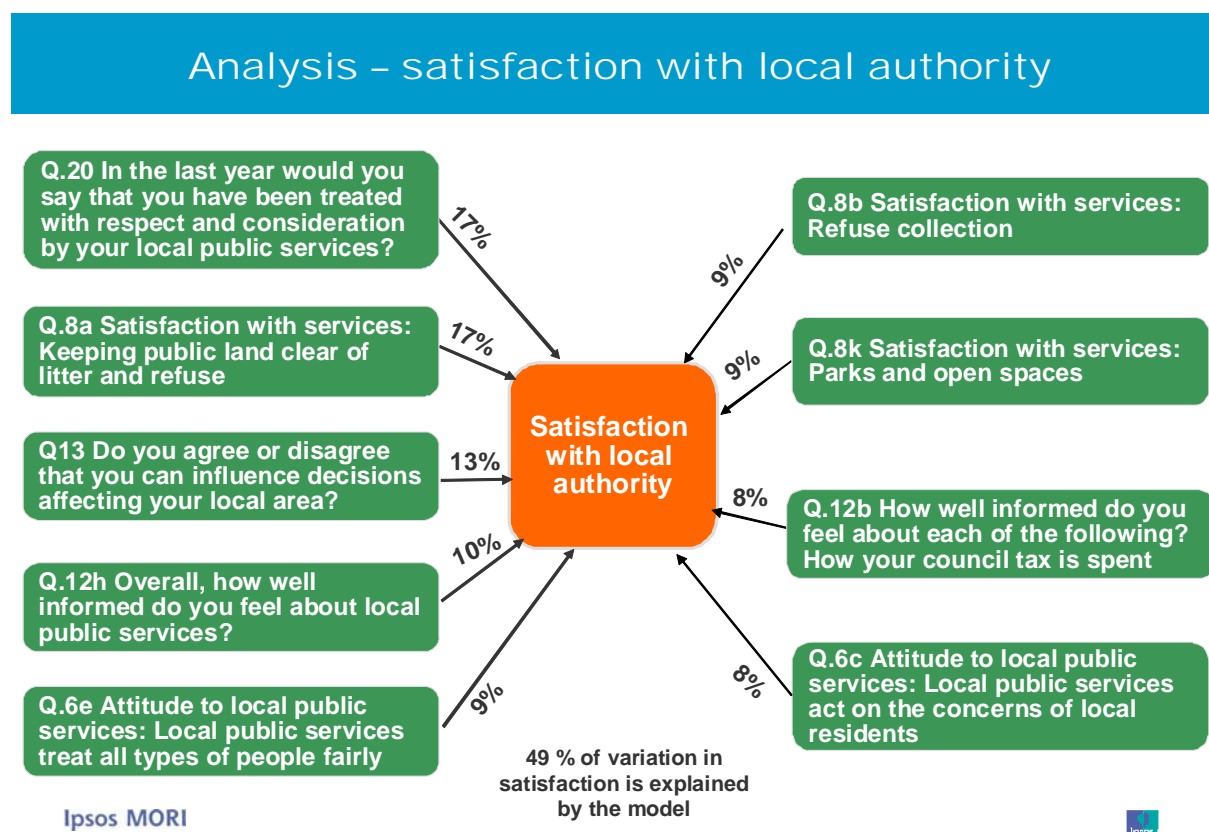 Analysis – satisfaction with local authority
Q.20 In the last year would you
say that you have been treated
with respect and consideration
by your local public services?
17%
Q.8a Satisfaction with services:
Keeping public land clear of
litter and refuse
17%
Q13 Do you agree or disagree
that you can influence decisions
affecting your local area?
13%
Q.12h Overall, how well
informed do you feel about local
public services?
10%
Q.6e Attitude to local public
services: Local public services
treat all types of people fairly
9%
Satisfaction
with local
authority
Q.8b Satisfaction with services:
Refuse collection
9%
Q.8k Satisfaction with services:
Parks and open spaces
9%
Q.12b How well informed do you
feel about each of the following?
How your council tax is spent
8%
Q.6c Attitude to local public
services: Local public services
act on the concerns of local
residents
8%
49 % of variation in
satisfaction is explained
by the model
Ipsos MORI
Ipsos